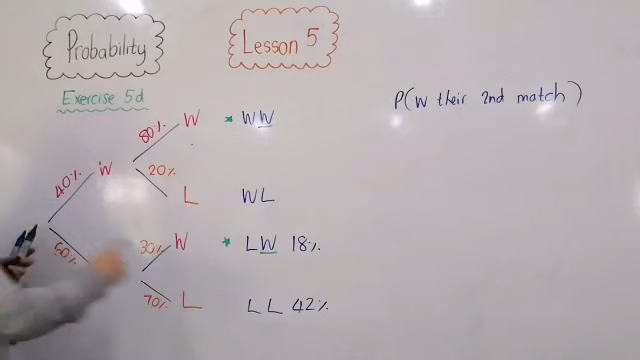 Probability
Lesson 5
Exercise 5d
P(W their 2nd match)
80% W * WW
40% W 20% L WL
60% 30% W * LW 18%
70% L LL 42%